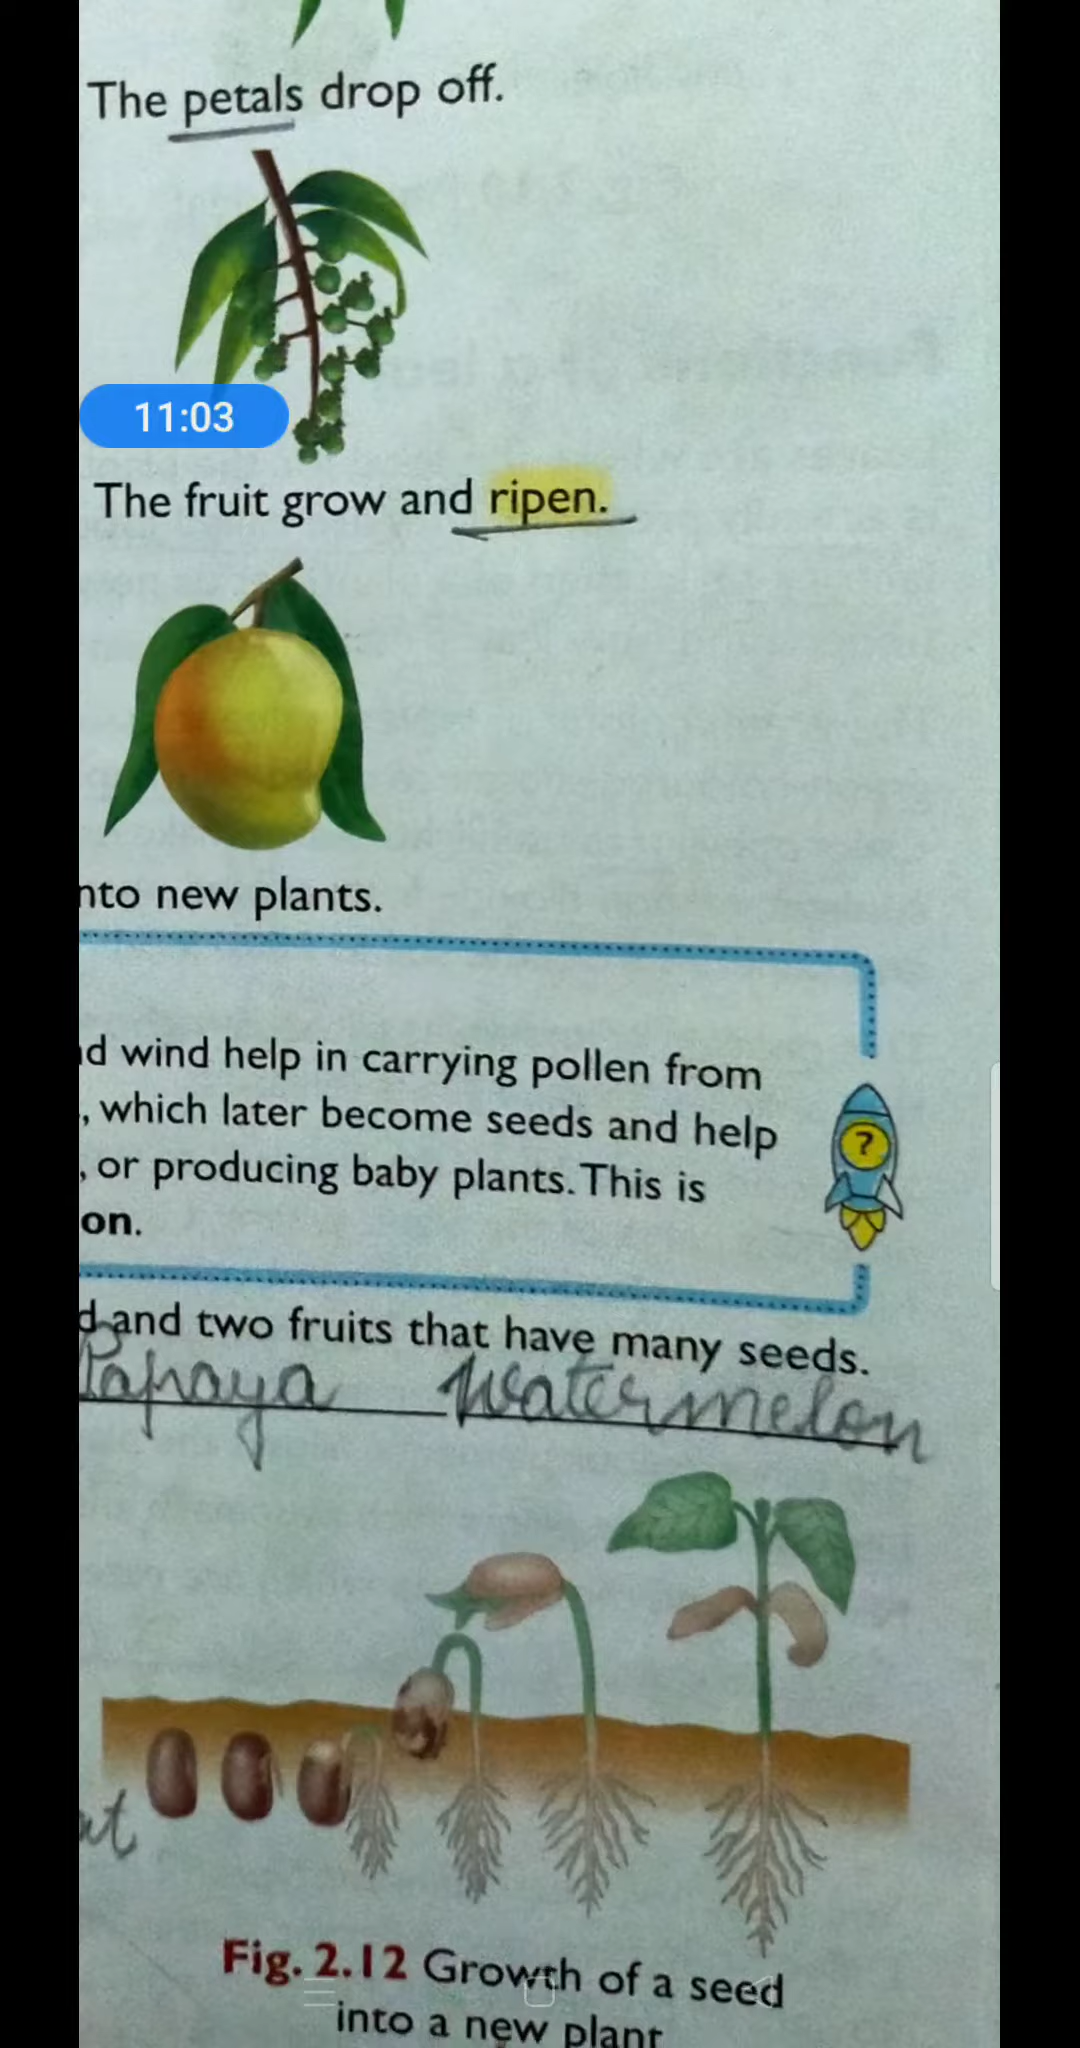 The petals drop off.
11:03
The fruit grow and ripen.
nto new plants.
d wind help in carrying pollen from
, which later become seeds and help
?
, or producing baby plants. This is
on.
d and two fruits that have many seeds.
Papaya watermelon
Fig. 2.12 Growth of a seed
into a new plant